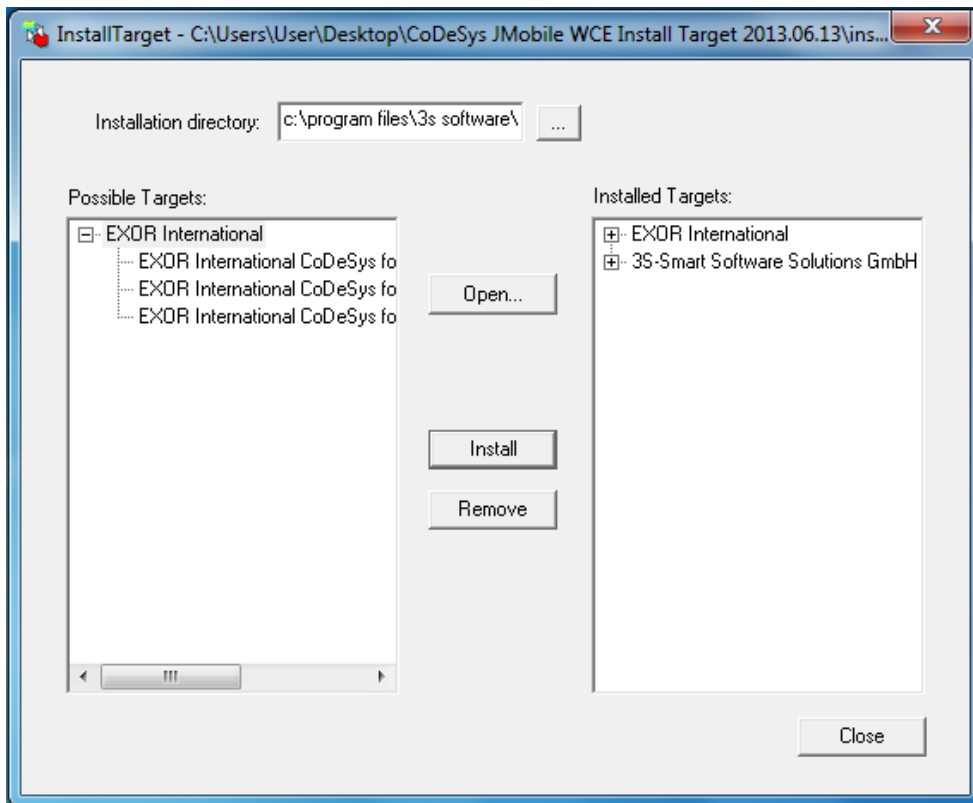 InstallTarget - C:\Users\User\Desktop\CoDeSys JMobile WCE Install Target 2013.06.13\ins...
Installation directory: c:\program files\3s software\ ...
Possible Targets:
EXOR International
EXOR International CoDeSys fo
EXOR International CoDeSys fo
EXOR International CoDeSys fo
Open...
Install
Remove
Installed Targets:
EXOR International
3S-Smart Software Solutions GmbH
Close